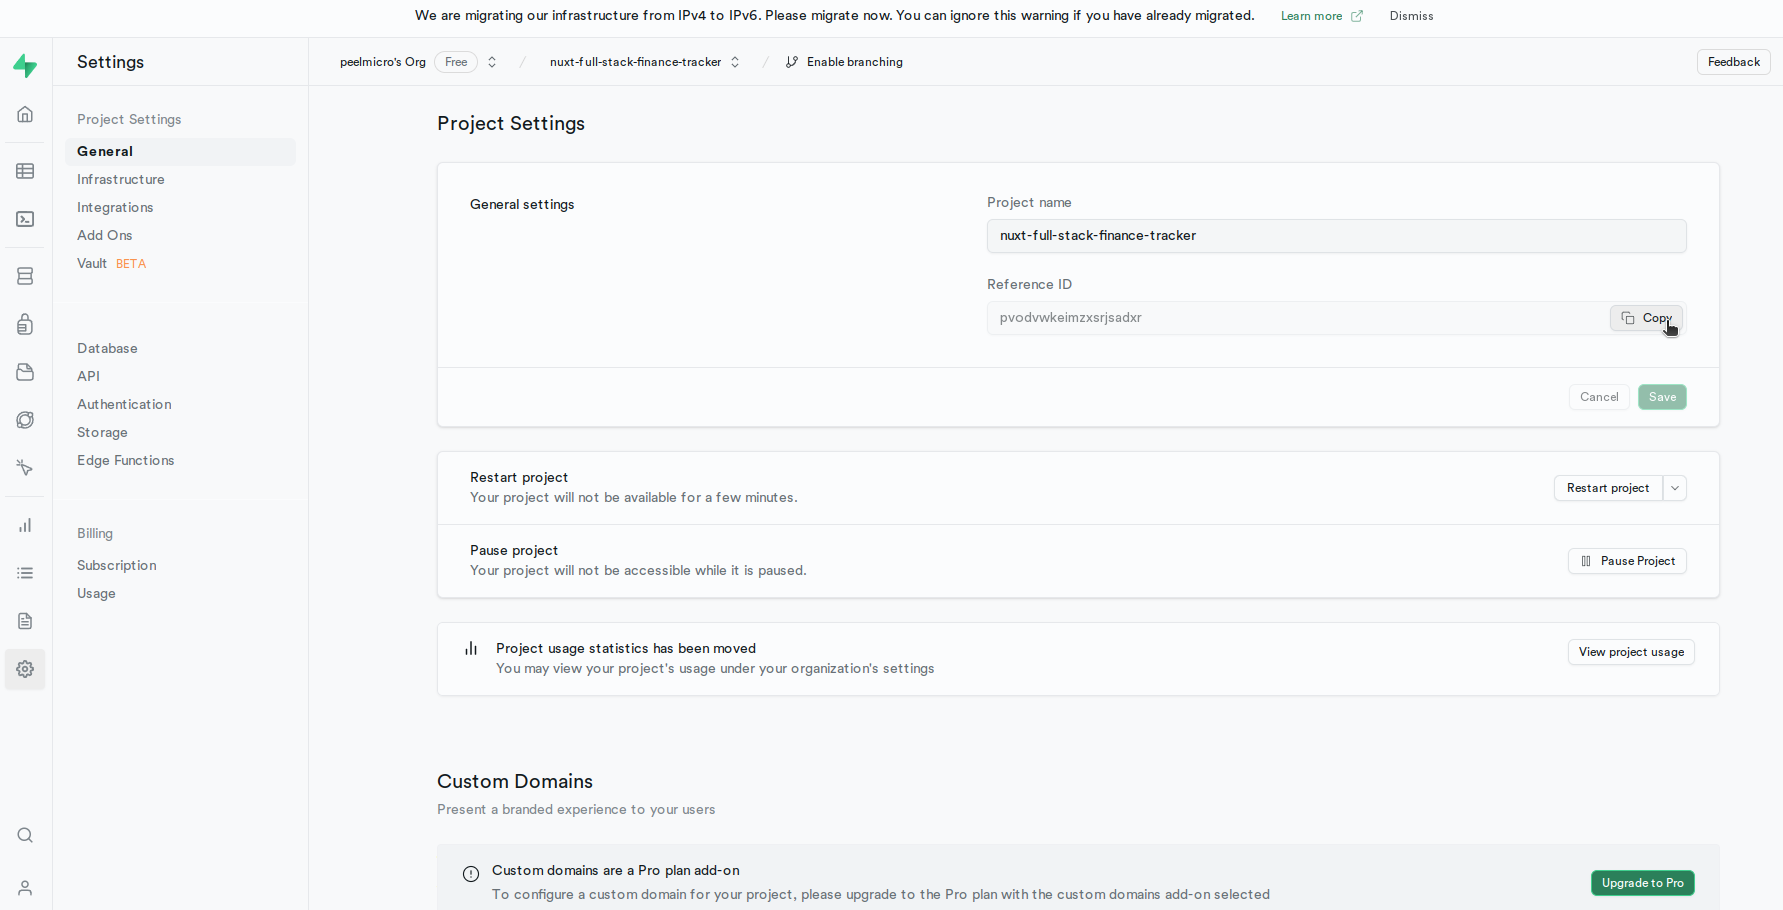 We are migrating our infrastructure from IPv4 to IPv6. Please migrate now. You can ignore this warning if you have already migrated. Learn more Dismiss
Settings
peelmicro's Org Free / nuxt-full-stack-finance-tracker / Enable branching
Feedback
Project Settings
General
Infrastructure
Integrations
Add Ons
Vault BETA
Database
API
Authentication
Storage
Edge Functions
Billing
Subscription
Usage
Project Settings
General settings
Project name
nuxt-full-stack-finance-tracker
Reference ID
pvodvwkeimzxsrjsadxr
Copy
Cancel Save
Restart project
Your project will not be available for a few minutes.
Restart project
Pause project
Your project will not be accessible while it is paused.
Pause Project
Project usage statistics has been moved
You may view your project's usage under your organization's settings
View project usage
Custom Domains
Present a branded experience to your users
Custom domains are a Pro plan add-on
To configure a custom domain for your project, please upgrade to the Pro plan with the custom domains add-on selected
Upgrade to Pro